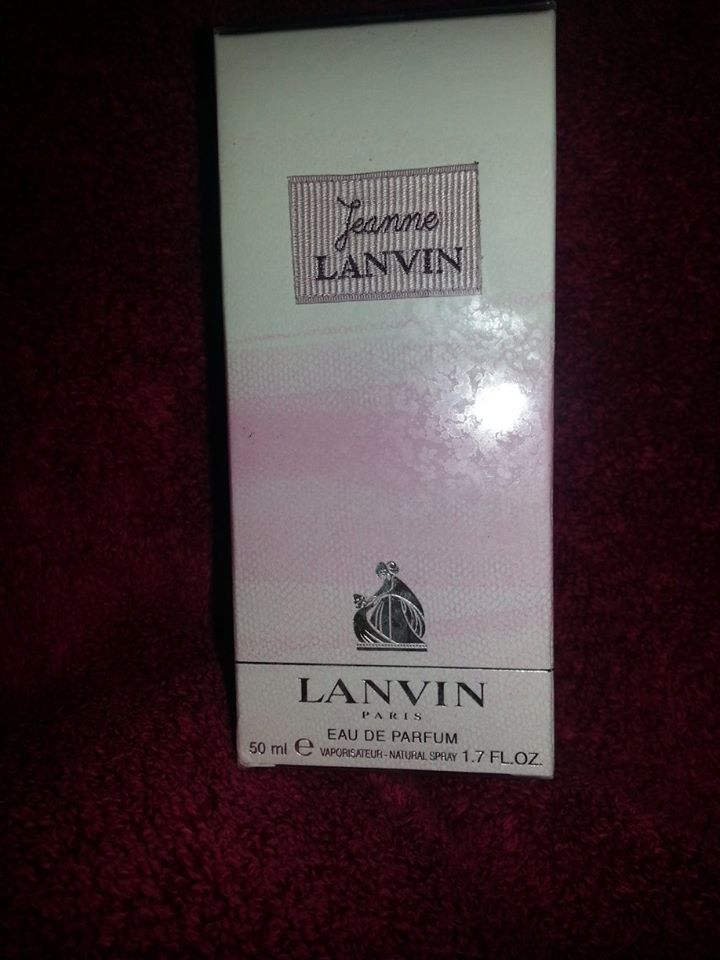 Jeanne
LANVIN
LANVIN
PARIS
EAU DE PARFUM
50 ml ℮ VAPORISATEUR - NATURAL SPRAY 1.7 FL.OZ.